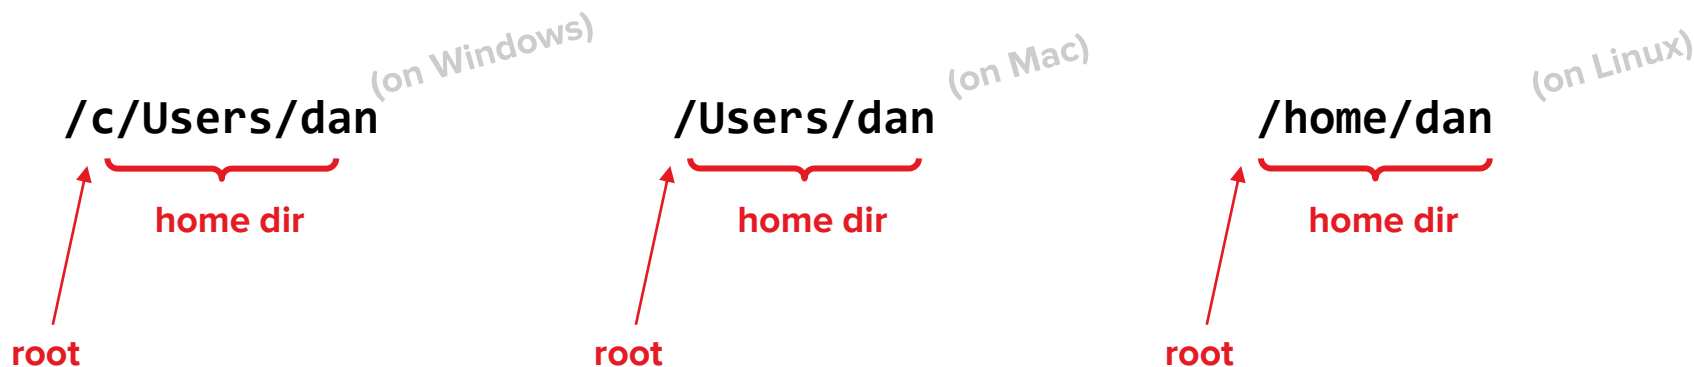 (on Windows)
(on Mac)
(on Linux)
/c/Users/dan
/Users/dan
/home/dan
home dir
home dir
home dir
root
root
root